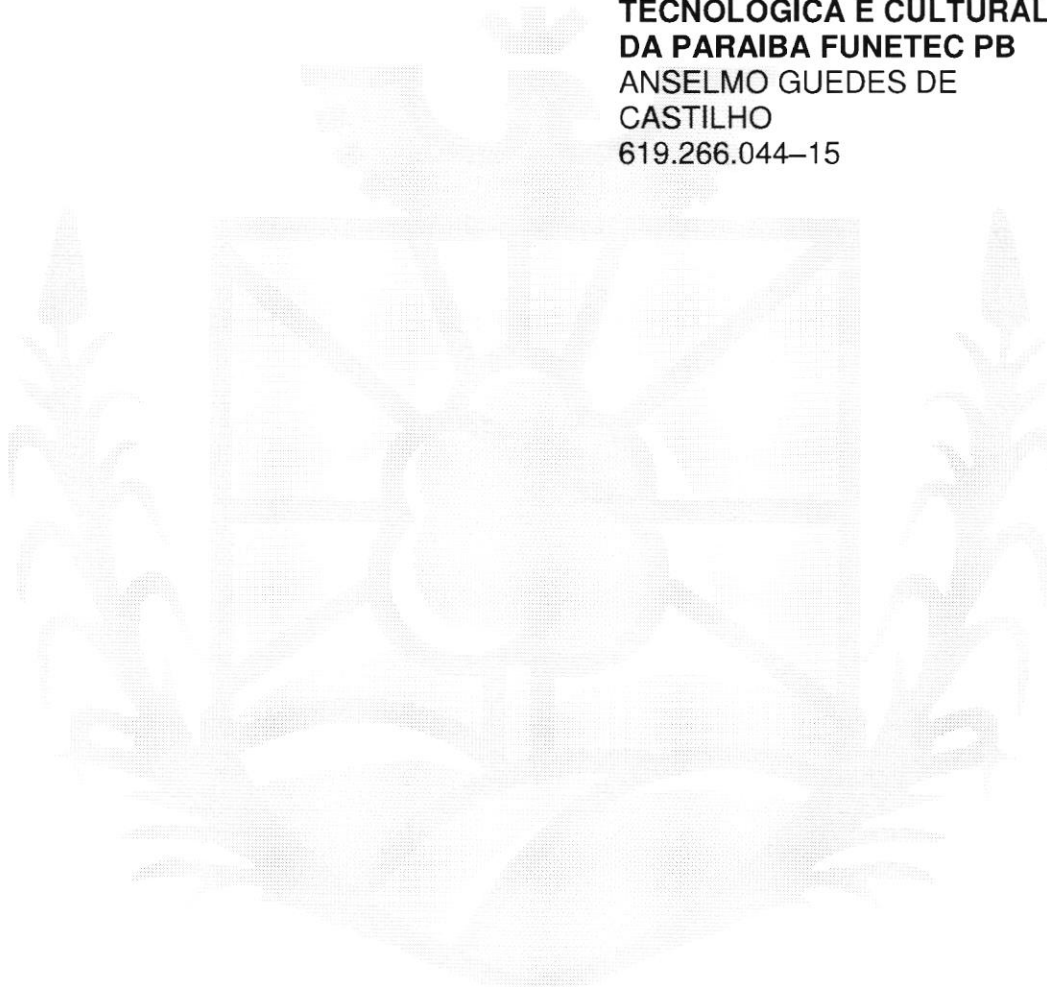 TECNOLOGICA E CULTURAL
DA PARAIBA FUNETEC PB
ANSELMO GUEDES DE
CASTILHO
619.266.044–15